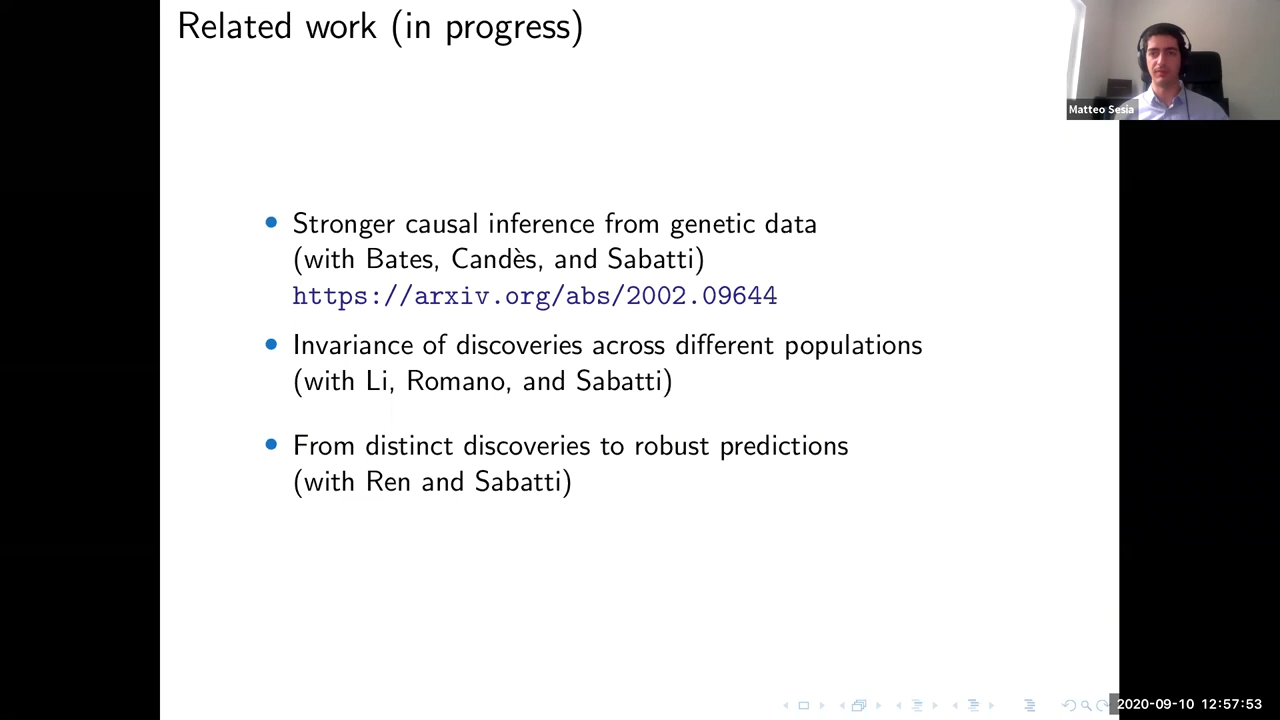 Related work (in progress)
Matteo Sesia
• Stronger causal inference from genetic data
(with Bates, Candès, and Sabatti)
https://arxiv.org/abs/2002.09644
• Invariance of discoveries across different populations
(with Li, Romano, and Sabatti)
• From distinct discoveries to robust predictions
(with Ren and Sabatti)
2020-09-10 12:57:53